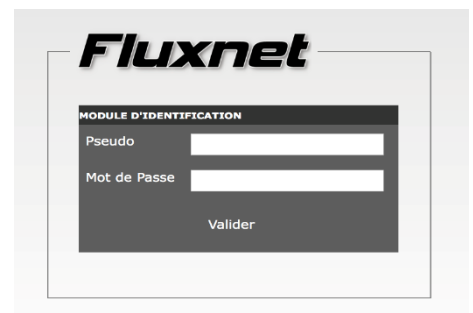 Fluxnet
MODULE D'IDENTIFICATION
Pseudo
Mot de Passe
Valider